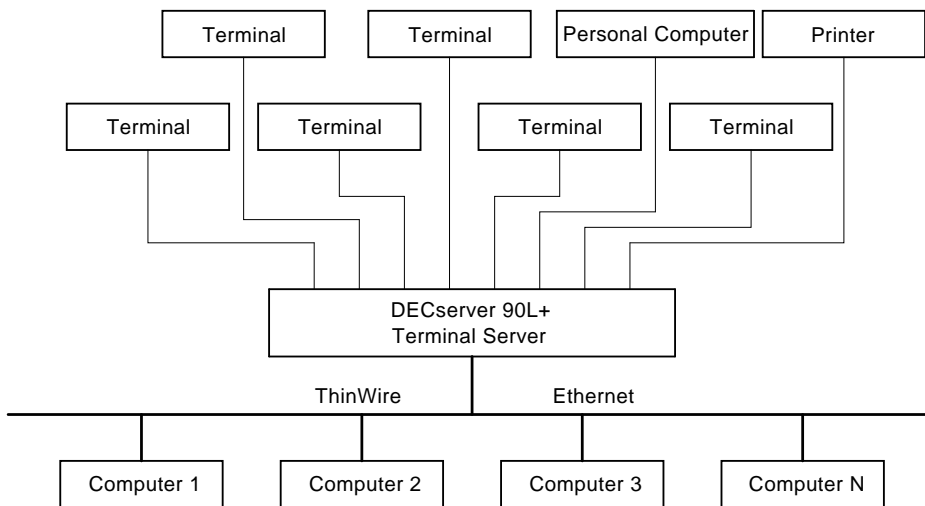 Terminal
Terminal
Personal Computer
Printer
Terminal
Terminal
Terminal
Terminal
DECserver 90L+
Terminal Server
ThinWire
Ethernet
Computer 1
Computer 2
Computer 3
Computer N